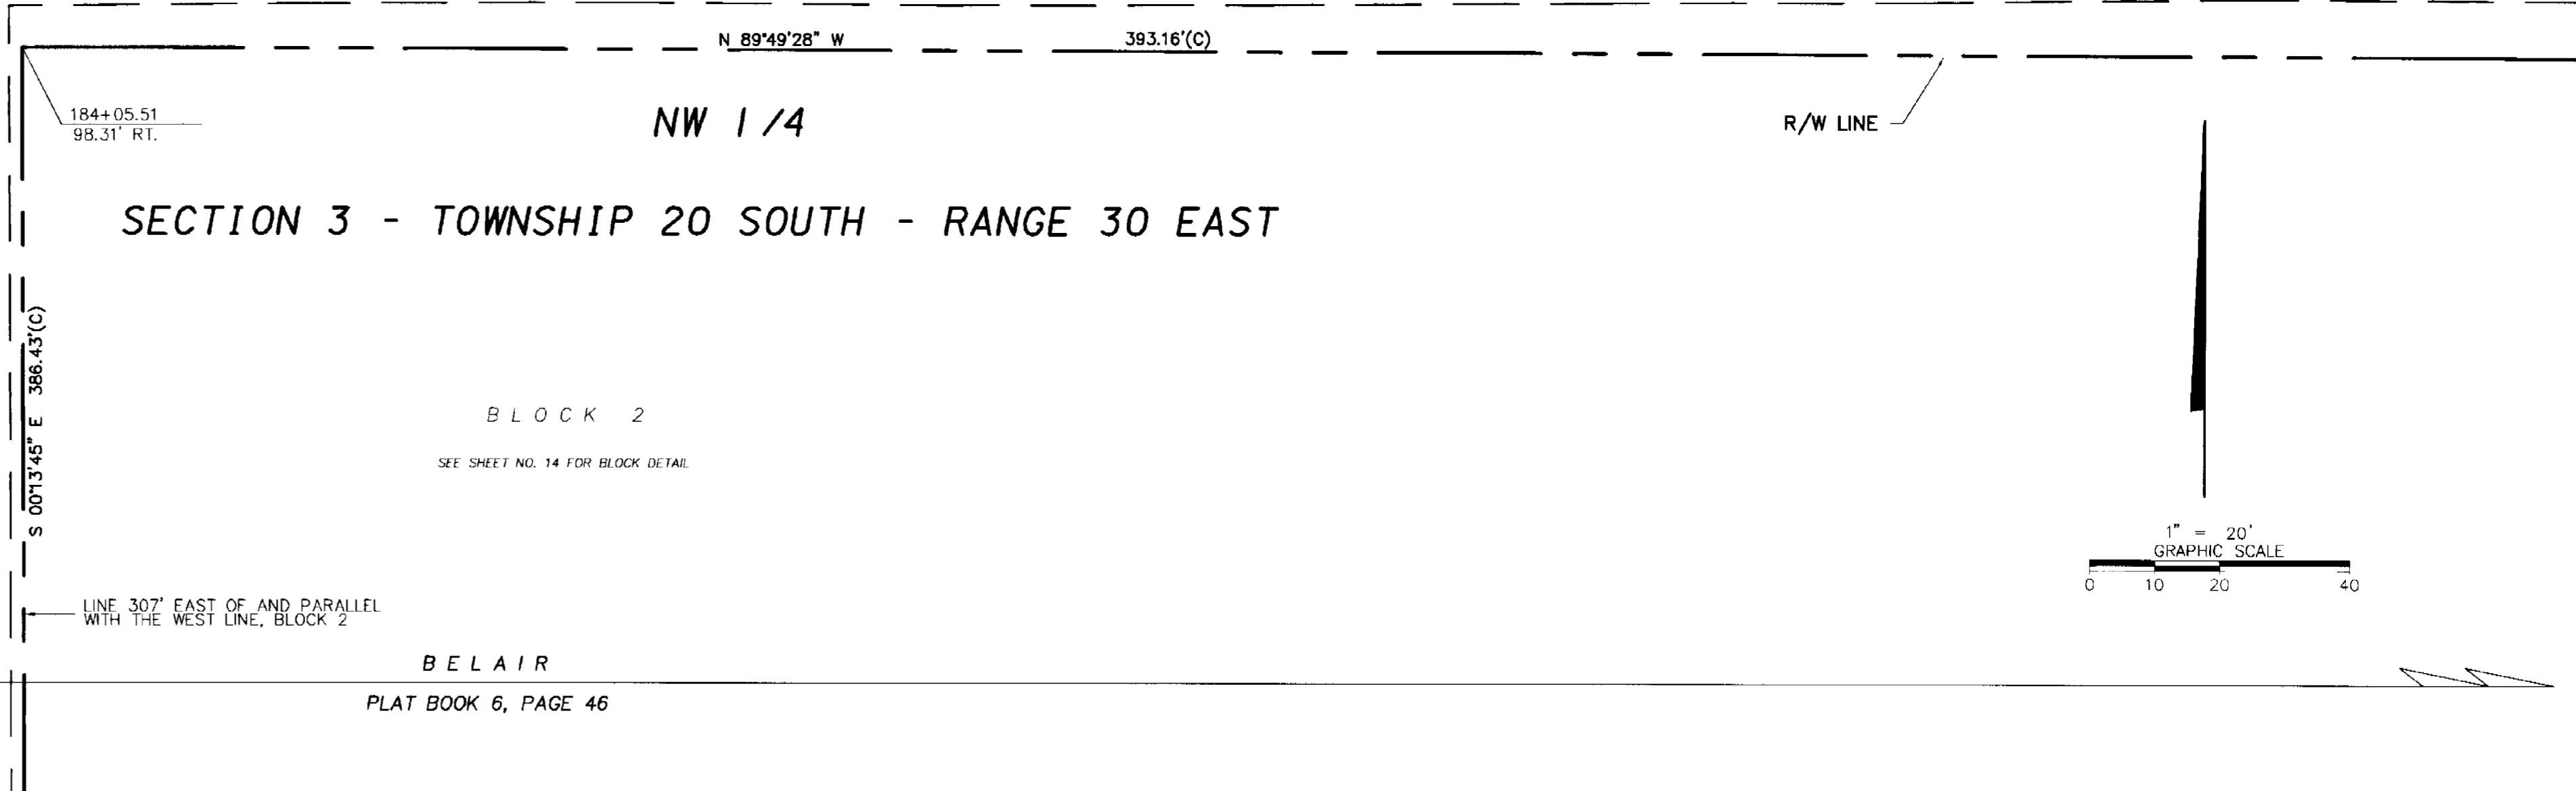 N 89°49'28" W 393.16'(C)
184+05.51
98.31' RT.
NW 1/4
R/W LINE
SECTION 3 - TOWNSHIP 20 SOUTH - RANGE 30 EAST
S 00°13'45" E 386.43'(C)
BLOCK 2
SEE SHEET NO. 14 FOR BLOCK DETAIL
1" = 20'
GRAPHIC SCALE
0 10 20 40
LINE 307' EAST OF AND PARALLEL
WITH THE WEST LINE, BLOCK 2
BELAIR
PLAT BOOK 6, PAGE 46